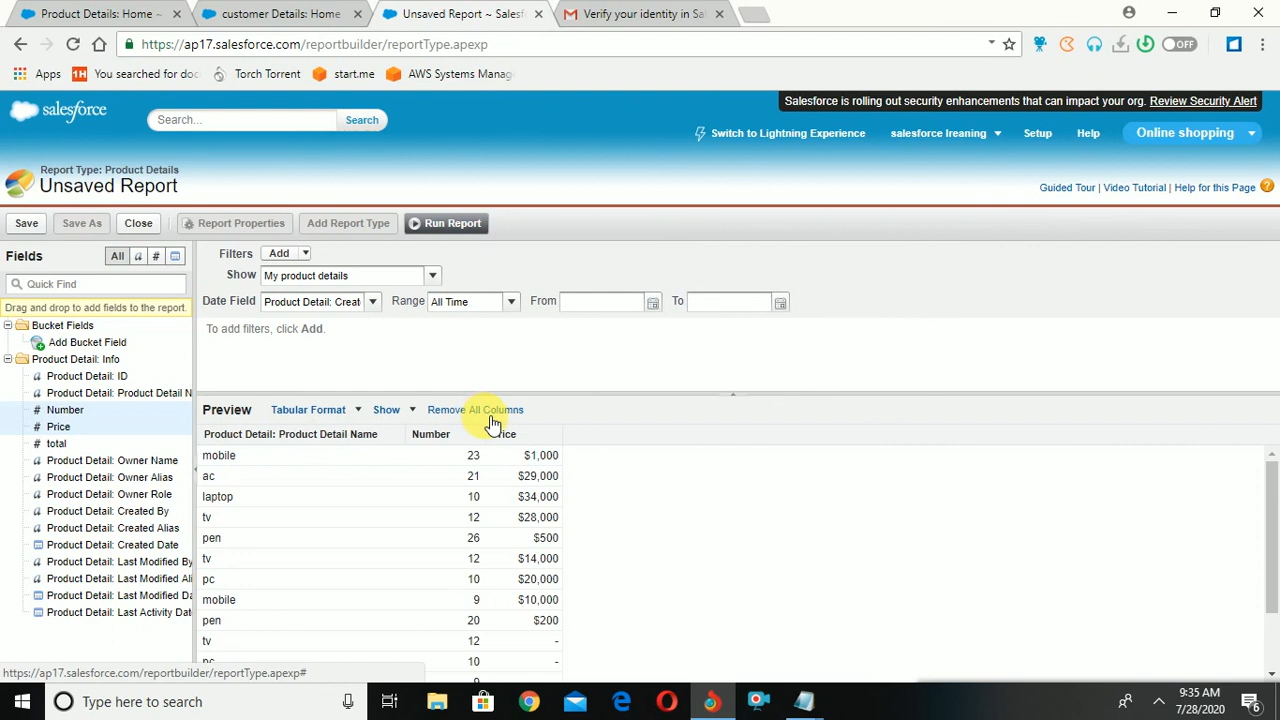 Product Details: Home ~
customer Details: Home
Unsaved Report ~ Salesf
Verify your identity in Sal
https://ap17.salesforce.com/reportbuilder/reportType.apexp
OFF
Apps
1H
You searched for doc
Torch Torrent
start.me
AWS Systems Manag
salesforce
Search...
Search
Salesforce is rolling out security enhancements that can impact your org. Review Security Alert
Switch to Lightning Experience
salesforce lreaning
Setup
Help
Online shopping
Report Type: Product Details
Unsaved Report
Guided Tour | Video Tutorial | Help for this Page
Save
Save As
Close
Report Properties
Add Report Type
Run Report
Fields
All
a
#
Quick Find
Drag and drop to add fields to the report.
Bucket Fields
Add Bucket Field
Product Detail: Info
a Product Detail: ID
a Product Detail: Product Detail N
# Number
# Price
# total
a Product Detail: Owner Name
a Product Detail: Owner Alias
a Product Detail: Owner Role
a Product Detail: Created By
a Product Detail: Created Alias
Product Detail: Created Date
a Product Detail: Last Modified By
a Product Detail: Last Modified Ali
Product Detail: Last Modified Da
Product Detail: Last Activity Dat
Filters
Add
Show
My product details
Date Field
Product Detail: Creat
Range
All Time
From
To
To add filters, click Add.
Preview
Tabular Format
Show
Remove All Columns
Product Detail: Product Detail Name Number rice
mobile 23 $1,000
ac 21 $29,000
laptop 10 $34,000
tv 12 $28,000
pen 26 $500
tv 12 $14,000
pc 10 $20,000
mobile 9 $10,000
pen 20 $200
tv 12 -
pc 10 -
https://ap17.salesforce.com/reportbuilder/reportType.apexp#
Type here to search
9:35 AM
7/28/2020
6